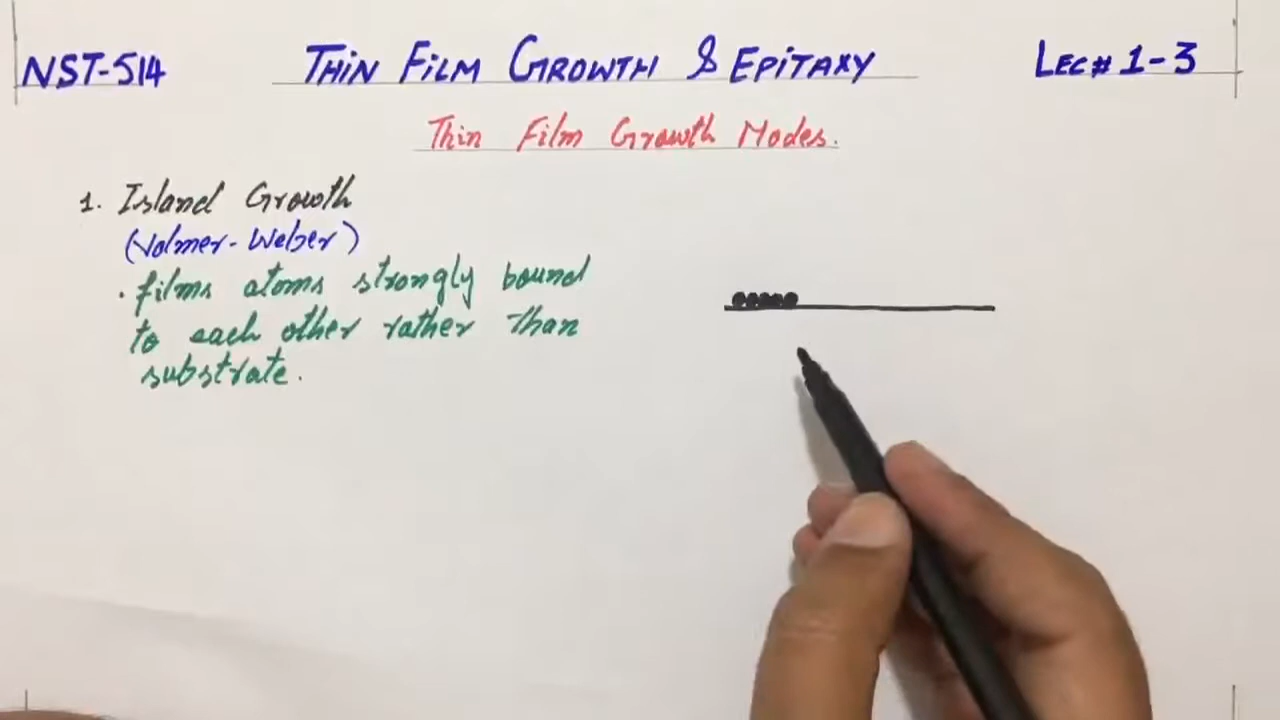 NST-514 THIN FILM GROWTH & EPITAXY LEC# 1-3
Thin Film Growth Modes.
1. Island Growth
(Volmer-Weber)
. films atoms strongly bound
to each other rather than
substrate.